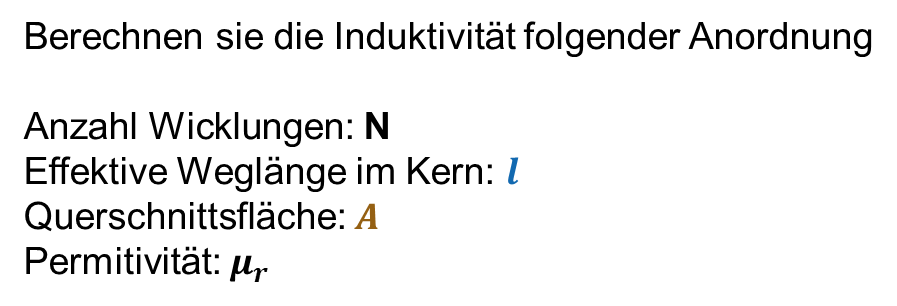 Berechnen sie die Induktivität folgender Anordnung
Anzahl Wicklungen: N
Effektive Weglänge im Kern: l
Querschnittsfläche: A
Permitivität: μᵣ